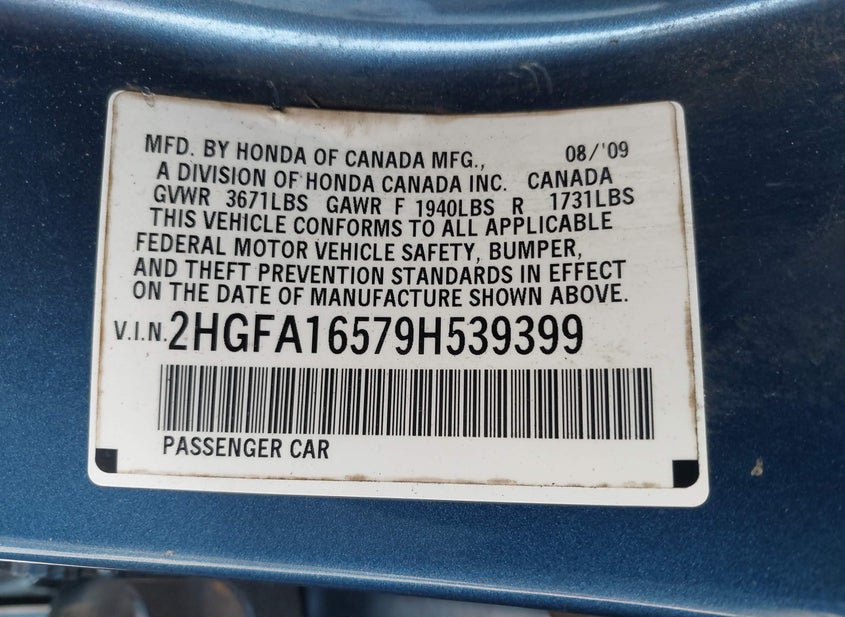 MFD. BY HONDA OF CANADA MFG., 08/'09
A DIVISION OF HONDA CANADA INC. CANADA
GVWR 3671LBS GAWR F 1940LBS R 1731LBS
THIS VEHICLE CONFORMS TO ALL APPLICABLE
FEDERAL MOTOR VEHICLE SAFETY, BUMPER,
AND THEFT PREVENTION STANDARDS IN EFFECT
ON THE DATE OF MANUFACTURE SHOWN ABOVE.
V.I.N. 2HGFA16579H539399
PASSENGER CAR